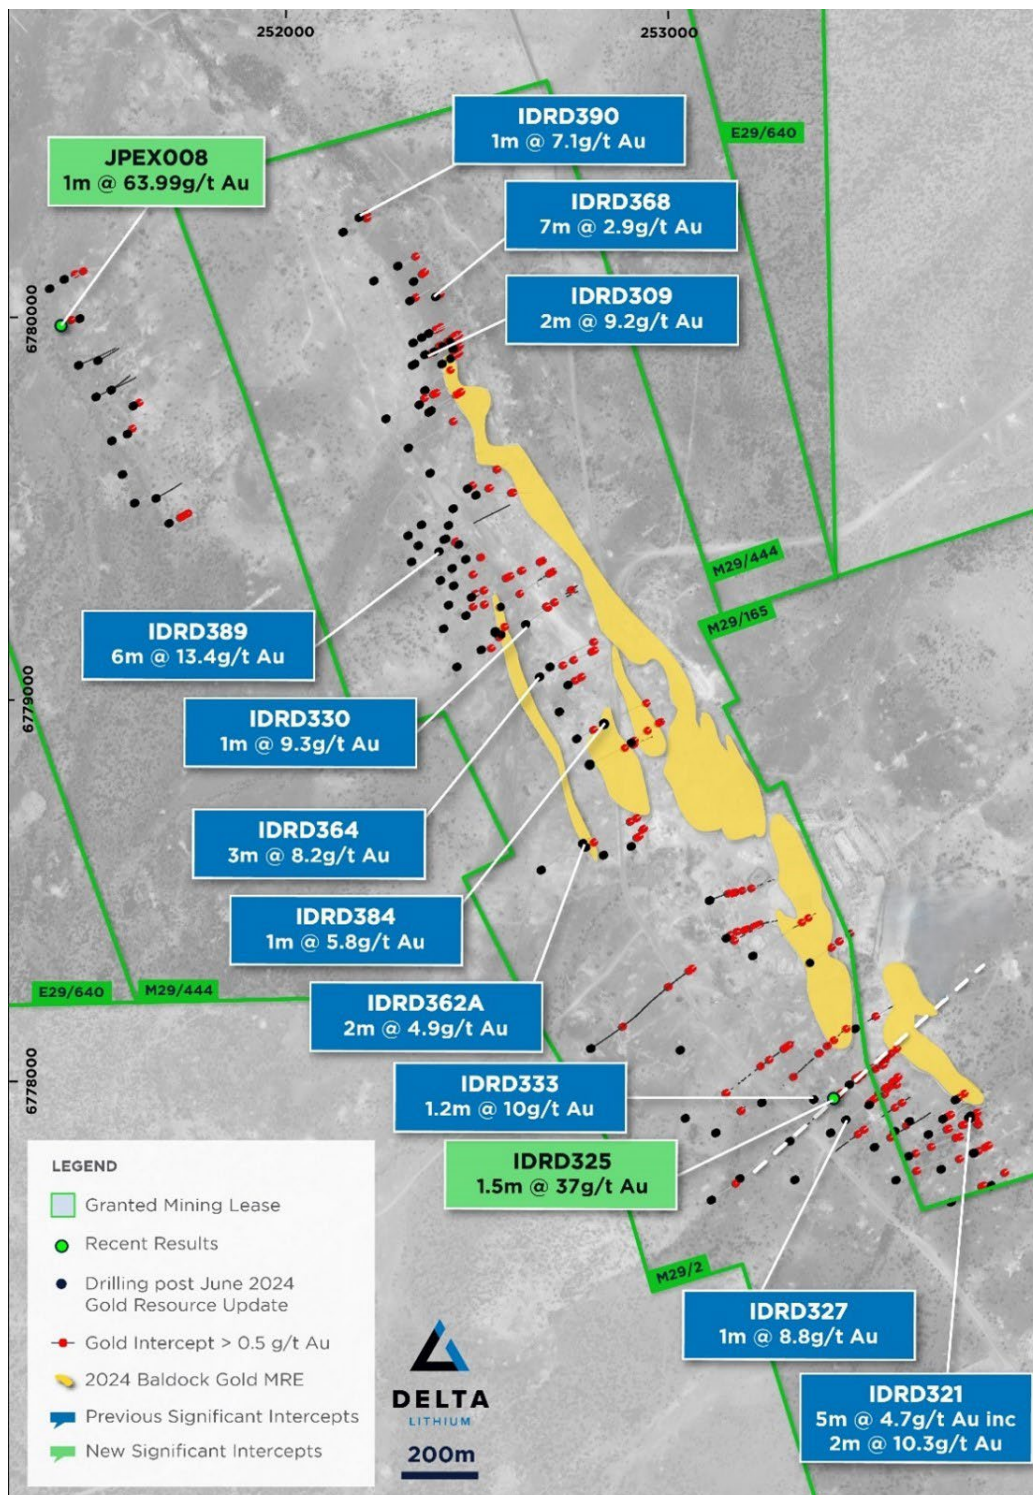 252000
253000
IDRD390
1m @ 7.1g/t Au
E29/640
JPEX008
1m @ 63.99g/t Au
IDRD368
7m @ 2.9g/t Au
IDRD309
2m @ 9.2g/t Au
6780000
M29/444
M29/165
IDRD389
6m @ 13.4g/t Au
6779000
IDRD330
1m @ 9.3g/t Au
IDRD364
3m @ 8.2g/t Au
IDRD384
1m @ 5.8g/t Au
E29/640
M29/444
IDRD362A
2m @ 4.9g/t Au
6778000
IDRD333
1.2m @ 10g/t Au
IDRD325
1.5m @ 37g/t Au
M29/2
IDRD327
1m @ 8.8g/t Au
IDRD321
5m @ 4.7g/t Au inc
2m @ 10.3g/t Au
LEGEND
Granted Mining Lease
Recent Results
Drilling post June 2024
Gold Resource Update
Gold Intercept > 0.5 g/t Au
2024 Baldock Gold MRE
Previous Significant Intercepts
New Significant Intercepts
DELTA
LITHIUM
200m